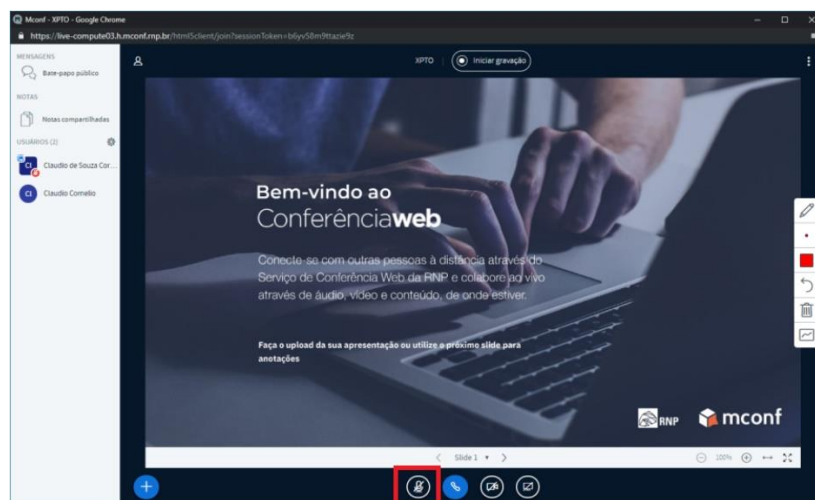 Mconf - XPTO - Google Chrome
https://live-compute03.h.mconf.rnp.br/html5client/join?sessionToken=b6yv58m9ttazie9z
MENSAGENS
Bate-papo público
NOTAS
Notas compartilhadas
USUÁRIOS (2)
CI Claudio de Souza Cor...
CI Claudio Cornelio
XPTO Iniciar gravação
Bem-vindo ao
Conferênciaweb
Conecte-se com outras pessoas à distância através do
Serviço de Conferência Web da RNP e colabore ao vivo
através de áudio, vídeo e conteúdo, de onde estiver.
Faça o upload da sua apresentação ou utilize o próximo slide para
anotações
RNP mconf
Slide 1
100%